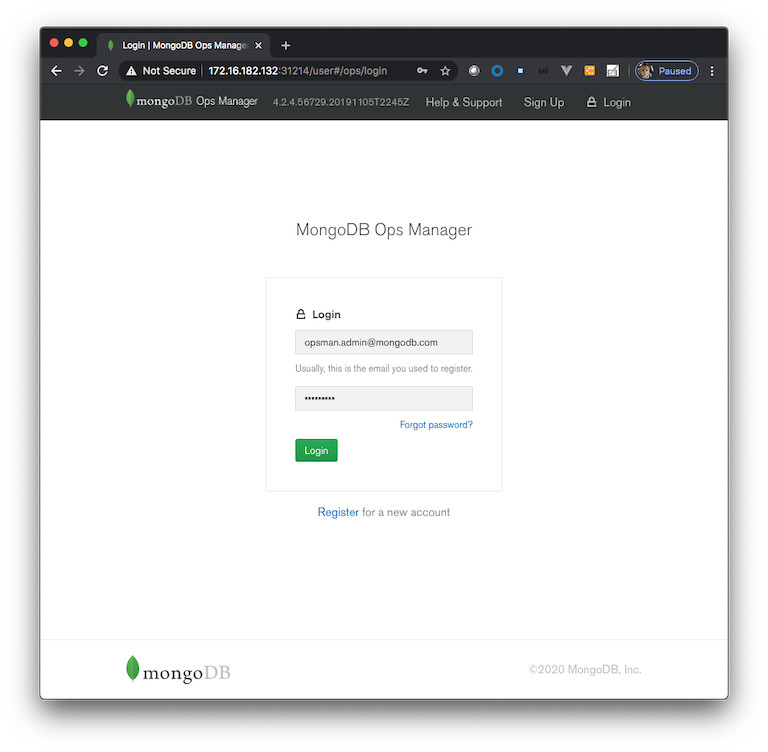 Login | MongoDB Ops Manage
Not Secure | 172.16.182.132:31214/user#/ops/login
Paused
mongoDB Ops Manager 4.2.4.56729.20191105T2245Z Help & Support Sign Up Login
MongoDB Ops Manager
Login
opsman.admin@mongodb.com
Usually, this is the email you used to register.
•••••••••
Forgot password?
Login
Register for a new account
mongoDB
©2020 MongoDB, Inc.